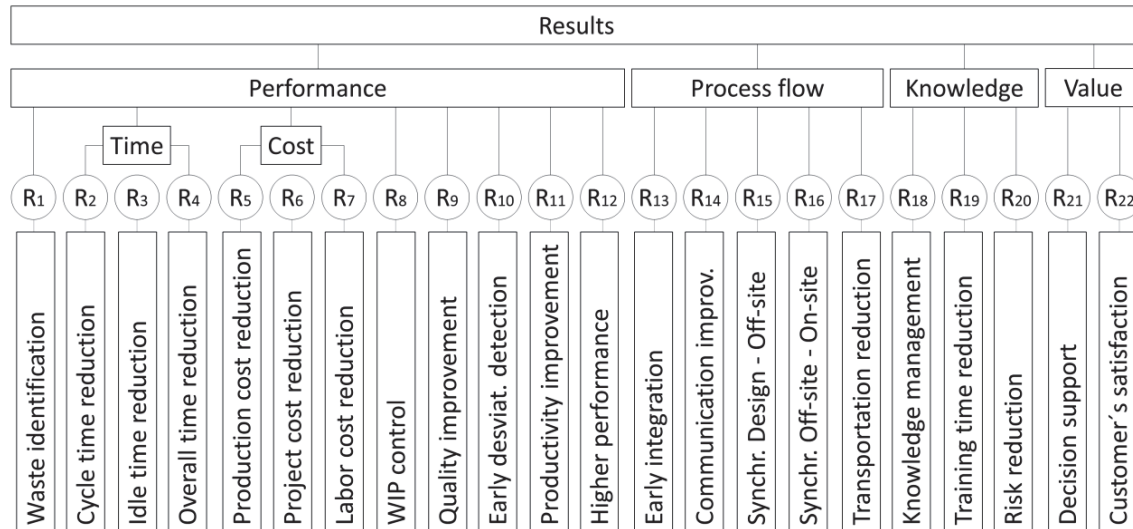 Results
Performance
Process flow
Knowledge
Value
Time
Cost
R1
R2
R3
R4
R5
R6
R7
R8
R9
R10
R11
R12
R13
R14
R15
R16
R17
R18
R19
R20
R21
R22
Waste identification
Cycle time reduction
Idle time reduction
Overall time reduction
Production cost reduction
Project cost reduction
Labor cost reduction
WIP control
Quality improvement
Early desviat. detection
Productivity improvement
Higher performance
Early integration
Communication improv.
Synchr. Design - Off-site
Synchr. Off-site - On-site
Transportation reduction
Knowledge management
Training time reduction
Risk reduction
Decision support
Customer´s satisfaction